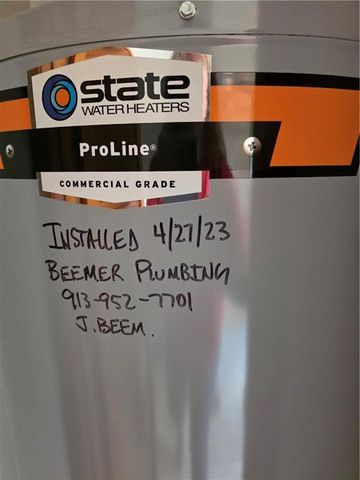 state
WATER HEATERS
ProLine®
COMMERCIAL GRADE
INSTALLED 4/27/23
BEEMER PLUMBING
913-952-7701
J. BEEM.